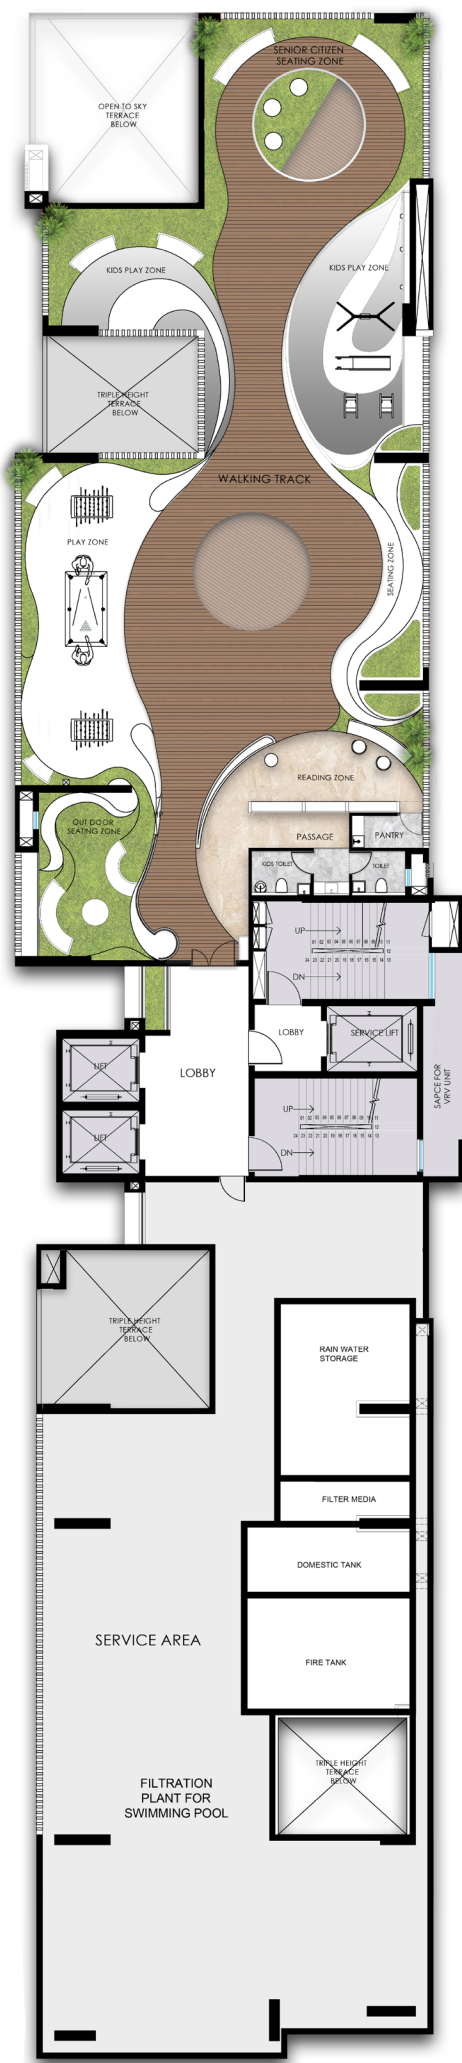 SENIOR CITIZEN
SEATING ZONE
OPEN TO SKY
TERRACE
BELOW
KIDS PLAY ZONE
KIDS PLAY ZONE
TRIPLE HEIGHT
TERRACE
BELOW
WALKING TRACK
PLAY ZONE
SEATING ZONE
READING ZONE
OUT DOOR
SEATING ZONE
PASSAGE
PANTRY
KIDS TOILET
TOILET
UP
DN
LOBBY
SERVICE LIFT
LIFT
LOBBY
SAPCE FOR
VRV UNIT
UP
LIFT
DN
TRIPLE HEIGHT
TERRACE
BELOW
RAIN WATER
STORAGE
FILTER MEDIA
DOMESTIC TANK
SERVICE AREA
FIRE TANK
TRIPLE HEIGHT
TERRACE
BELOW
FILTRATION
PLANT FOR
SWIMMING POOL